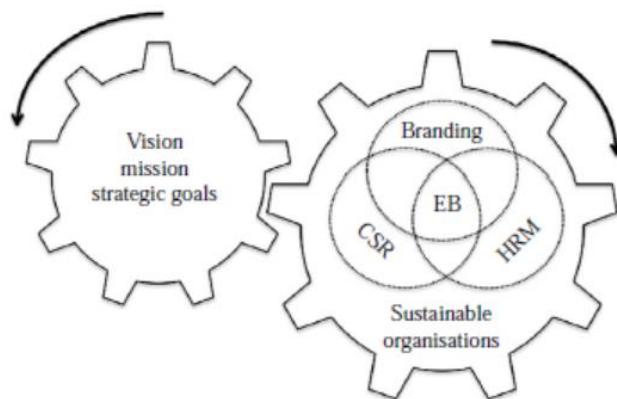 Vision
mission
strategic goals
Branding
EB
CSR
HRM
Sustainable
organisations